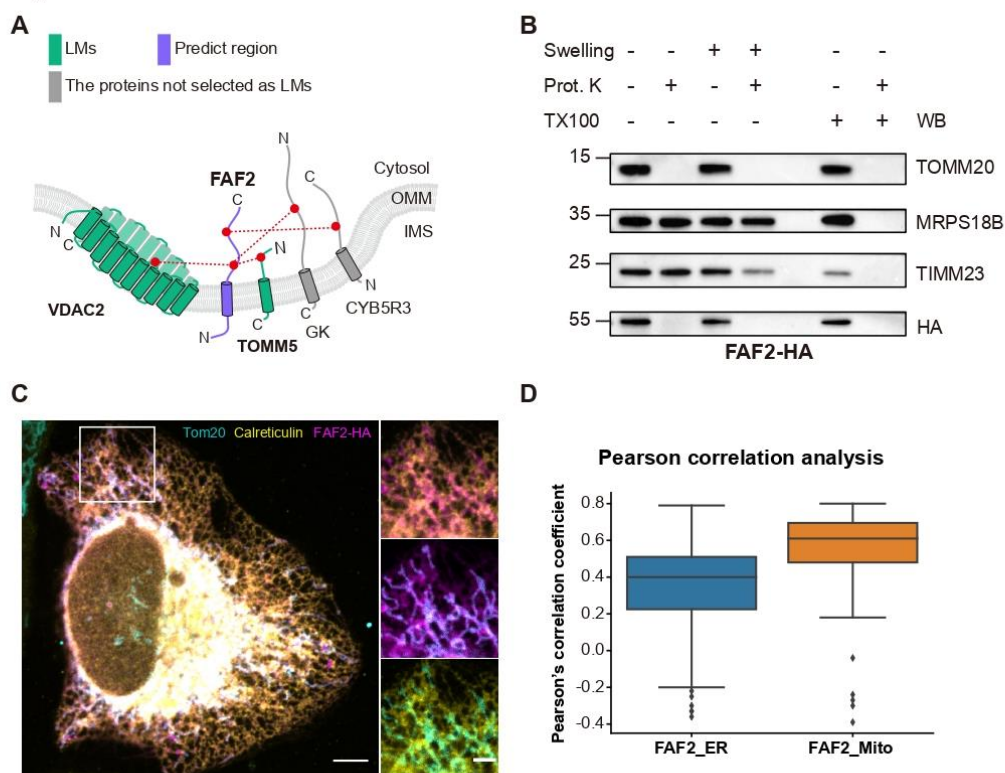 A
LMs
Predict region
The proteins not selected as LMs
N
C
FAF2
C
Cytosol
OMM
IMS
N
C
N
VDAC2
N
C
TOMM5
GK
N
CYB5R3
B
Swelling - - + + - -
Prot. K - + - + - +
TX100 - - - - + + WB
15 TOMM20
35 MRPS18B
25 TIMM23
55 HA
FAF2-HA
C
Tom20 Calreticulin FAF2-HA
D
Pearson correlation analysis
Pearson's correlation coefficient
0.8
0.6
0.4
0.2
0.0
-0.2
-0.4
FAF2_ER FAF2_Mito